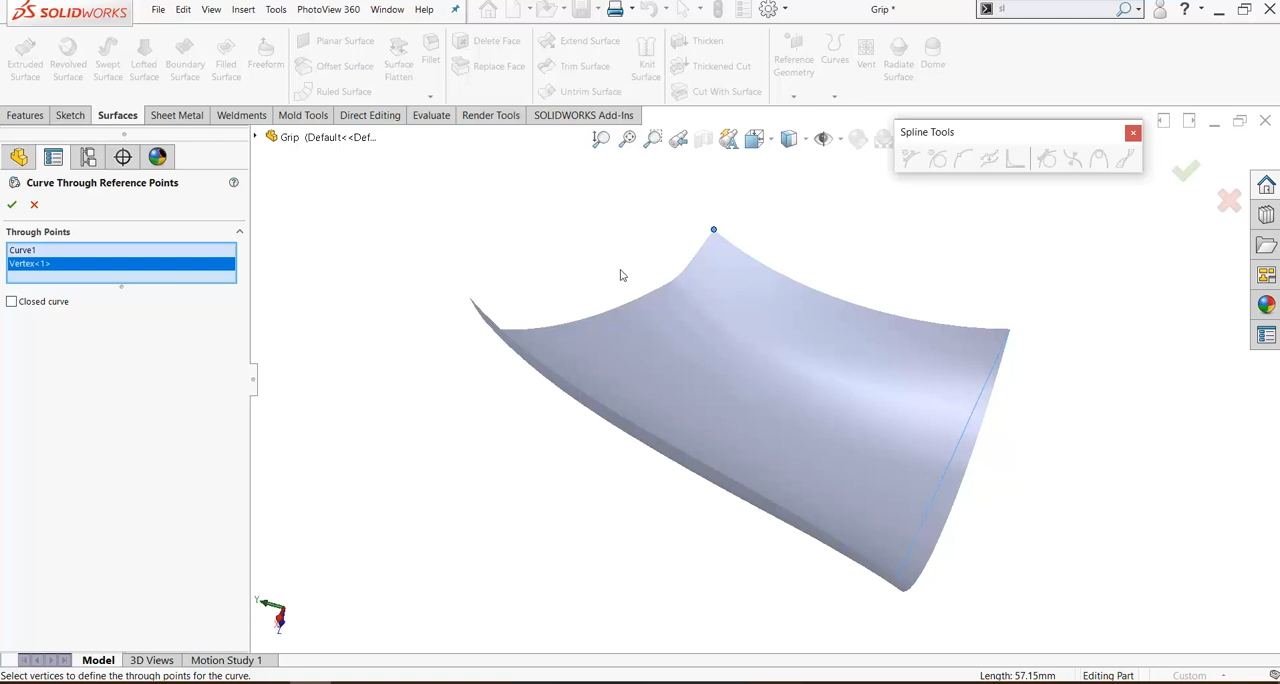 SOLIDWORKS File Edit View Insert Tools PhotoView 360 Window Help Grip * sl ?
Extruded Surface
Revolved Surface
Swept Surface
Lofted Surface
Boundary Surface
Filled Surface
Freeform
Planar Surface
Offset Surface
Ruled Surface
Surface Flatten
Fillet
Delete Face
Replace Face
Extend Surface
Trim Surface
Untrim Surface
Knit Surface
Thicken
Thickened Cut
Cut With Surface
Reference Geometry
Curves
Vent
Radiate Surface
Dome
Features Sketch Surfaces Sheet Metal Weldments Mold Tools Direct Editing Evaluate Render Tools SOLIDWORKS Add-Ins
Grip (Default<<Def...
Spline Tools
Curve Through Reference Points
Through Points
Curve1
Vertex<1>
Closed curve
Y
Z
Model 3D Views Motion Study 1
Select vertices to define the through points for the curve. Length: 57.15mm Editing Part Custom